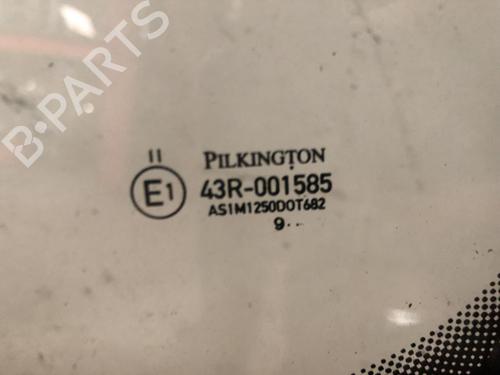 B-PARTS
II
E1
PILKINGTON
43R-001585
AS1M1250DOT682
9..